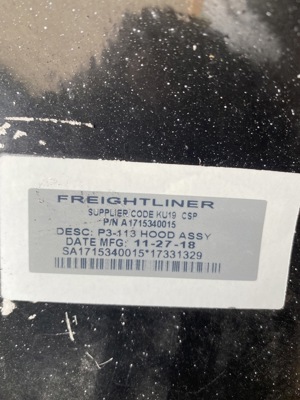 FREIGHTLINER
SUPPLIER CODE KU19 CSP
P/N A1715340015
DESC: P3-113 HOOD ASSY
DATE MFG: 11-27-18
SA1715340015*17331329